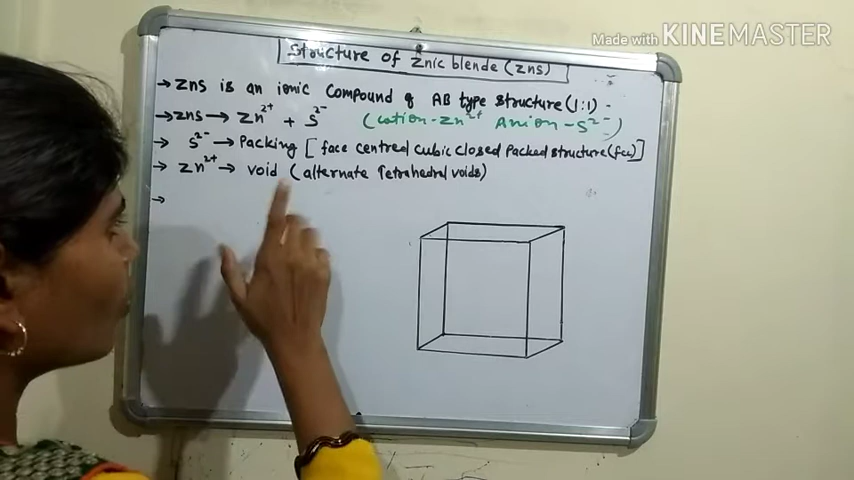 Made with KINEMASTER
Structure of Znic blende (ZnS)
→ ZnS is an ionic compound of AB type structure (1:1) -
→ ZnS → Zn²⁺ + S²⁻ (cation - Zn²⁺ Anion - S²⁻)
→ S²⁻ → Packing [face centred cubic closed Packed structure (fcc)]
→ Zn²⁺ → void (alternate Tetrahedral voids)
→